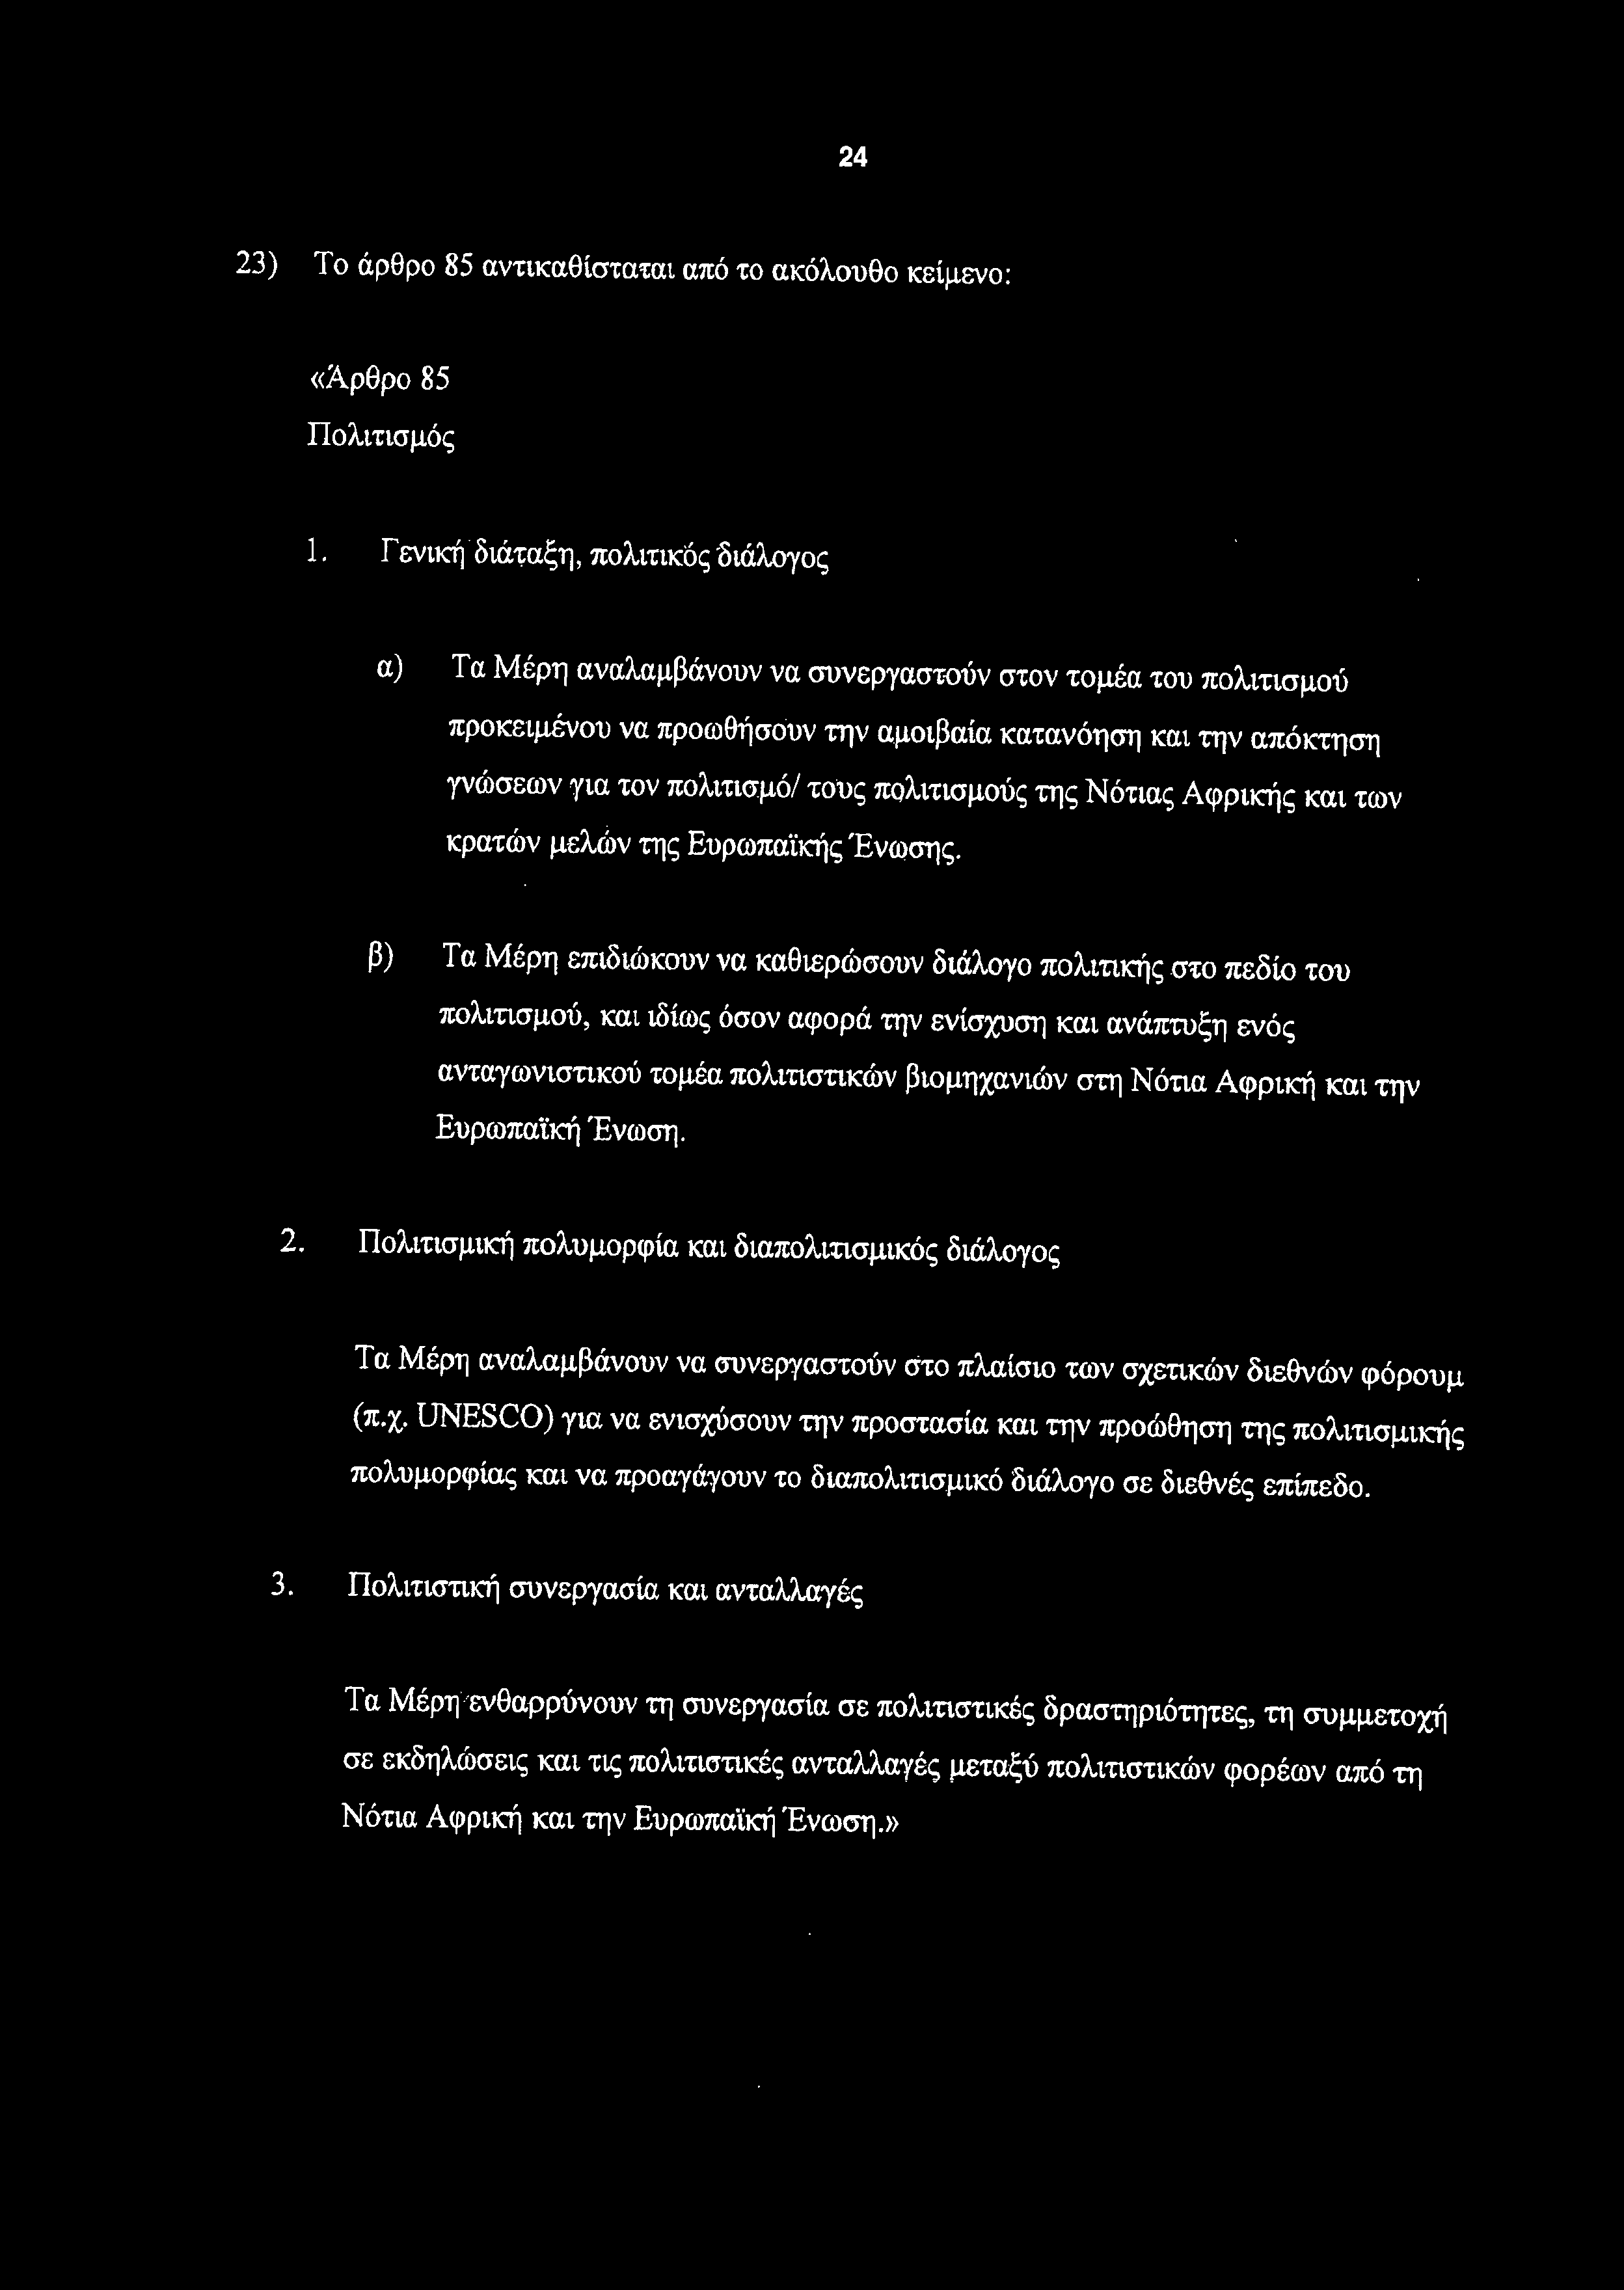 24
23) Το άρθρο 85 αντικαθίσταται από το ακόλουθο κείμενο:
«Άρθρο 85
Πολιτισμός
1. Γενική διάταξη, πολιτικός διάλογος
α) Τα Μέρη αναλαμβάνουν να συνεργαστούν στον τομέα του πολιτισμού
προκειμένου να προωθήσουν την αμοιβαία κατανόηση και την απόκτηση
γνώσεων για τον πολιτισμό/ τους πολιτισμούς της Νότιας Αφρικής και των
κρατών μελών της Ευρωπαϊκής Ένωσης.
β) Τα Μέρη επιδιώκουν να καθιερώσουν διάλογο πολιτικής στο πεδίο του
πολιτισμού, και ιδίως όσον αφορά την ενίσχυση και ανάπτυξη ενός
ανταγωνιστικού τομέα πολιτιστικών βιομηχανιών στη Νότια Αφρική και την
Ευρωπαϊκή Ένωση.
2. Πολιτισμική πολυμορφία και διαπολιτισμικός διάλογος
Τα Μέρη αναλαμβάνουν να συνεργαστούν στο πλαίσιο των σχετικών διεθνών φόρουμ
(π.χ. UNESCO) για να ενισχύσουν την προστασία και την προώθηση της πολιτισμικής
πολυμορφίας και να προαγάγουν το διαπολιτισμικό διάλογο σε διεθνές επίπεδο.
3. Πολιτιστική συνεργασία και ανταλλαγές
Τα Μέρη ενθαρρύνουν τη συνεργασία σε πολιτιστικές δραστηριότητες, τη συμμετοχή
σε εκδηλώσεις και τις πολιτιστικές ανταλλαγές μεταξύ πολιτιστικών φορέων από τη
Νότια Αφρική και την Ευρωπαϊκή Ένωση.»